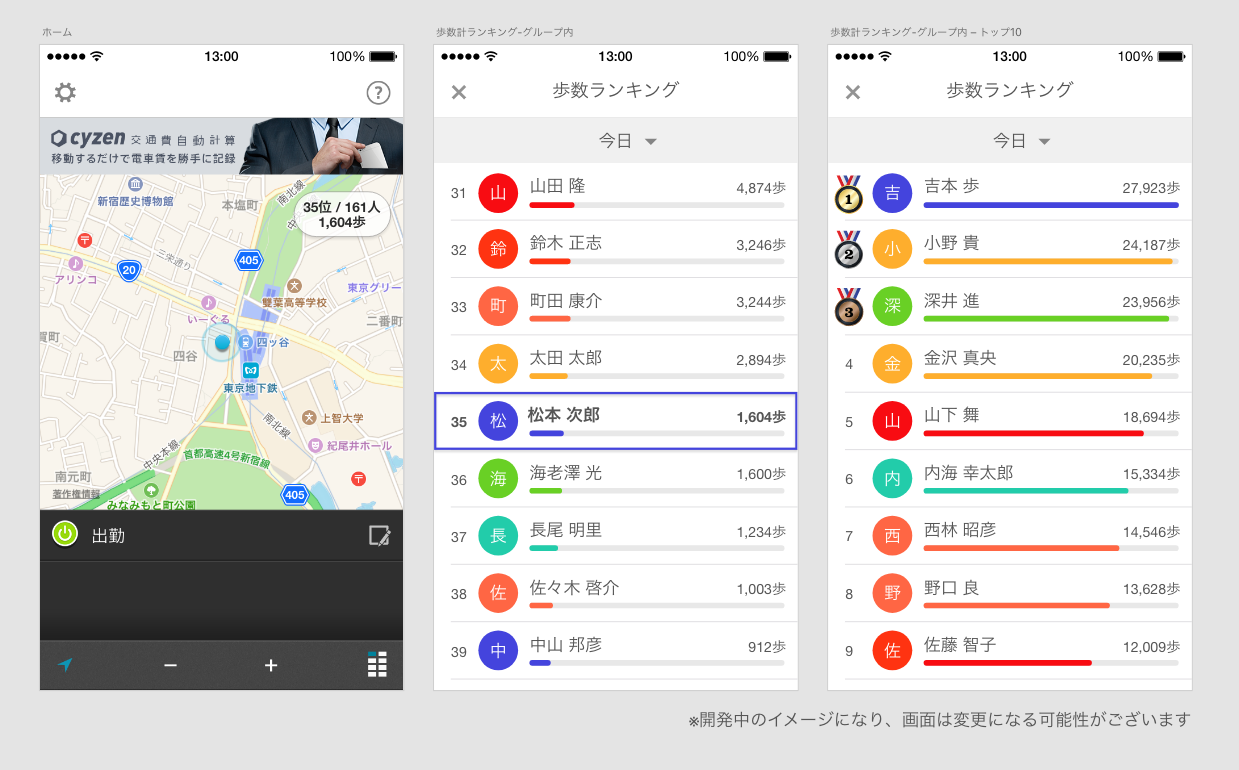 ホーム
13:00
100%
?
cyzen 交通費自動計算
移動するだけで電車賃を勝手に記録
新宿歴史博物館
本塩町
南北線
35位 / 161人
1,604歩
三栄通り
405
20
アリンコ
東京グリー
雙葉高等学校
いーぐる
二番町
賀町
四谷
四ッ谷
東京地下鉄
上智大学
南北線
紀尾井ホール
中央本線
首都高速4号新宿線
南元町
著作権情報
405
みなみもと町公園
出勤
歩数計ランキング-グループ内
13:00
100%
歩数ランキング
今日
31 山 山田 隆 4,874歩
32 鈴 鈴木 正志 3,246歩
33 町 町田 康介 3,244歩
34 太 太田 太郎 2,894歩
35 松 松本 次郎 1,604歩
36 海 海老澤 光 1,600歩
37 長 長尾 明里 1,234歩
38 佐 佐々木 啓介 1,003歩
39 中 中山 邦彦 912歩
歩数計ランキング-グループ内 – トップ10
13:00
100%
歩数ランキング
今日
1 吉 吉本 歩 27,923歩
2 小 小野 貴 24,187歩
3 深 深井 進 23,956歩
4 金 金沢 真央 20,235歩
5 山 山下 舞 18,694歩
6 内 内海 幸太郎 15,334歩
7 西 西林 昭彦 14,546歩
8 野 野口 良 13,628歩
9 佐 佐藤 智子 12,009歩
※開発中のイメージになり、画面は変更になる可能性がございます